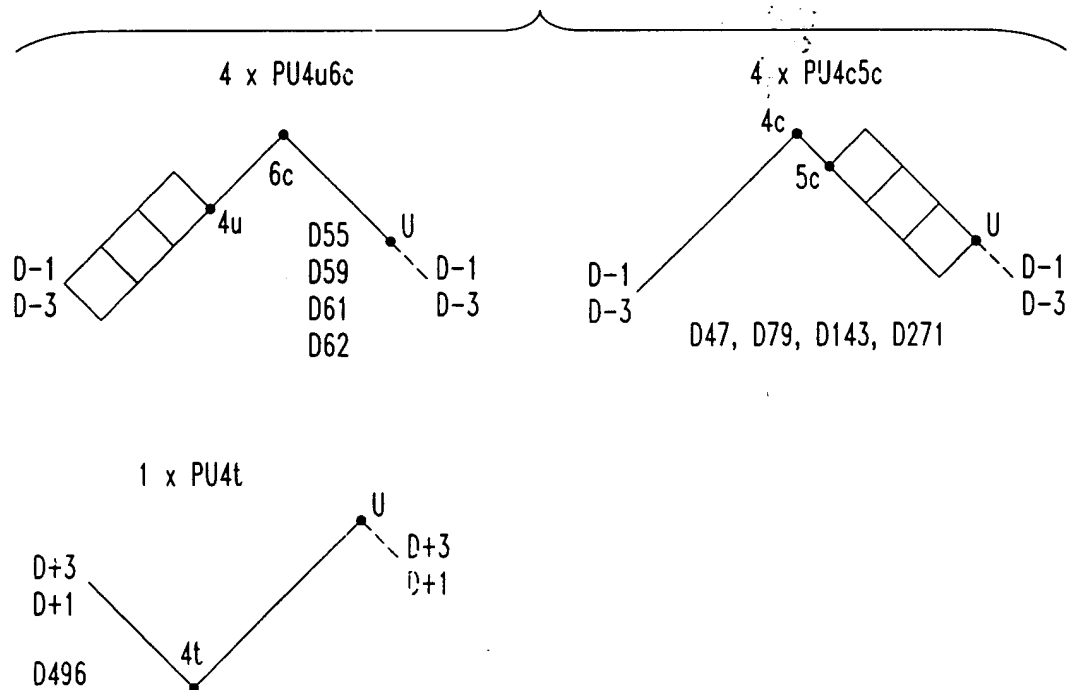 4 x PU4u6c
6c
4u
U
D-1
D-3
D55
D59
D61
D62
D-1
D-3
4 x PU4c5c
4c
5c
U
D-1
D-3
D-1
D-3
D47, D79, D143, D271
1 x PU4t
U
D+3
D+1
D+3
D+1
4t
D496